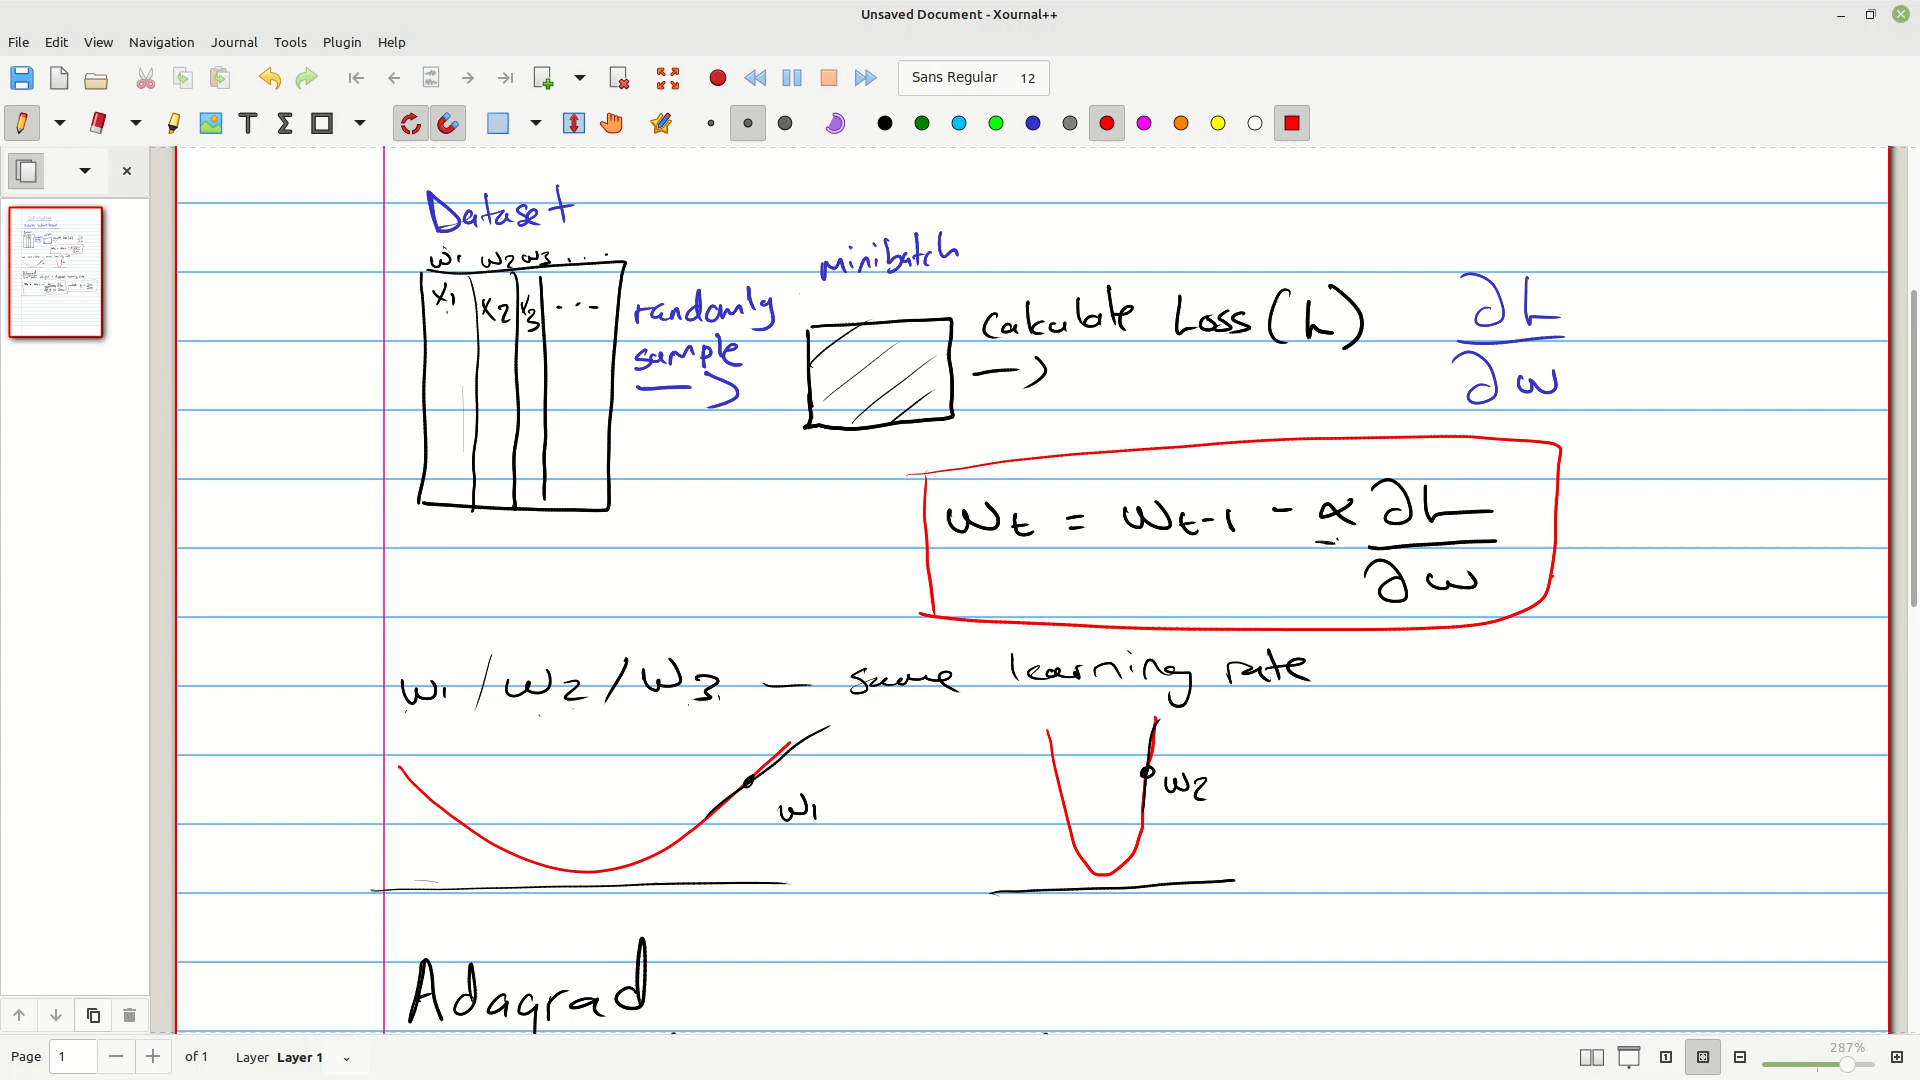 Unsaved Document - Xournal++
File Edit View Navigation Journal Tools Plugin Help
Sans Regular 12
Dataset
w1 w2 w3 ...
x1 x2 x3 ...
randomly
sample
minibatch
Calculate Loss (L)
∂L
∂w
wt = wt-1 - α ∂L
∂w
w1 / w2 / w3 — same learning rate
w1
w2
Adagrad
Page 1 of 1 Layer Layer 1
287%